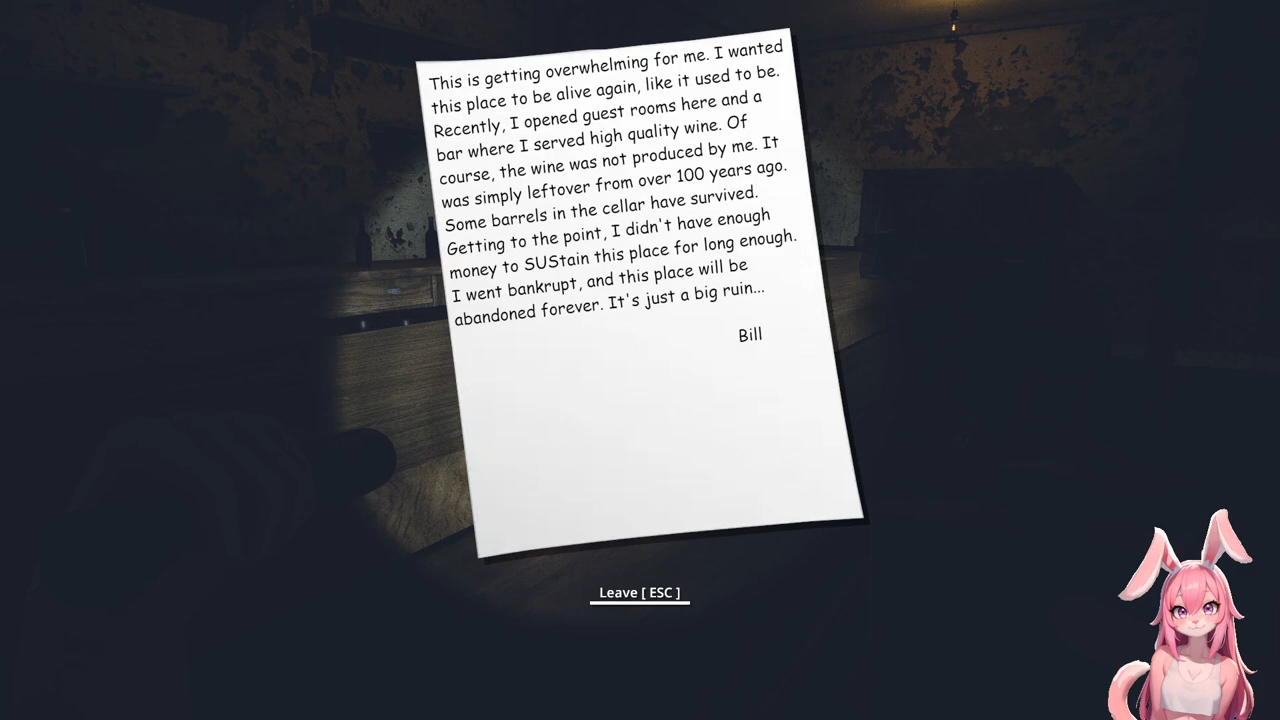 This is getting overwhelming for me. I wanted
this place to be alive again, like it used to be.
Recently, I opened guest rooms here and a
bar where I served high quality wine. Of
course, the wine was not produced by me. It
was simply leftover from over 100 years ago.
Some barrels in the cellar have survived.
Getting to the point, I didn't have enough
money to SUStain this place for long enough.
I went bankrupt, and this place will be
abandoned forever. It's just a big ruin...
Bill
Leave [ ESC ]